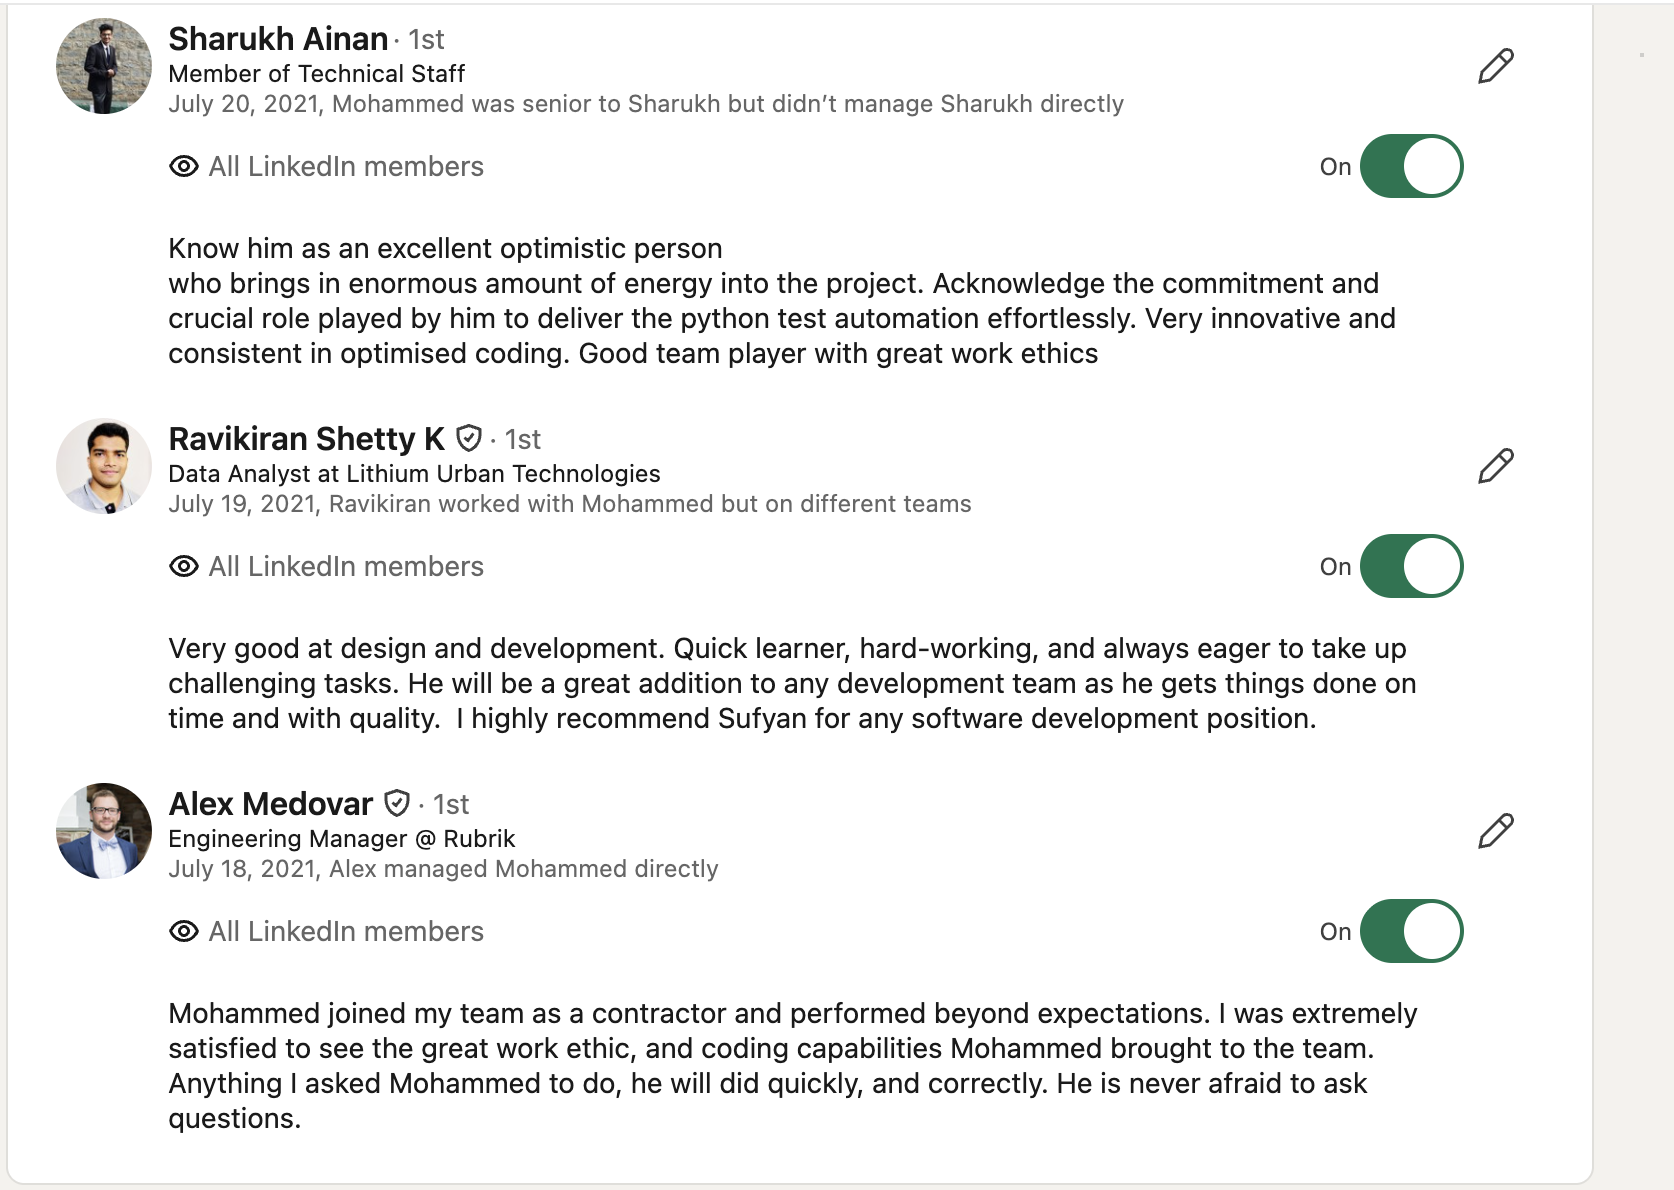 Sharukh Ainan · 1st
Member of Technical Staff
July 20, 2021, Mohammed was senior to Sharukh but didn’t manage Sharukh directly
All LinkedIn members
On
Know him as an excellent optimistic person
who brings in enormous amount of energy into the project. Acknowledge the commitment and
crucial role played by him to deliver the python test automation effortlessly. Very innovative and
consistent in optimised coding. Good team player with great work ethics
Ravikiran Shetty K · 1st
Data Analyst at Lithium Urban Technologies
July 19, 2021, Ravikiran worked with Mohammed but on different teams
All LinkedIn members
On
Very good at design and development. Quick learner, hard-working, and always eager to take up
challenging tasks. He will be a great addition to any development team as he gets things done on
time and with quality.  I highly recommend Sufyan for any software development position.
Alex Medovar · 1st
Engineering Manager @ Rubrik
July 18, 2021, Alex managed Mohammed directly
All LinkedIn members
On
Mohammed joined my team as a contractor and performed beyond expectations. I was extremely
satisfied to see the great work ethic, and coding capabilities Mohammed brought to the team.
Anything I asked Mohammed to do, he will did quickly, and correctly. He is never afraid to ask
questions.